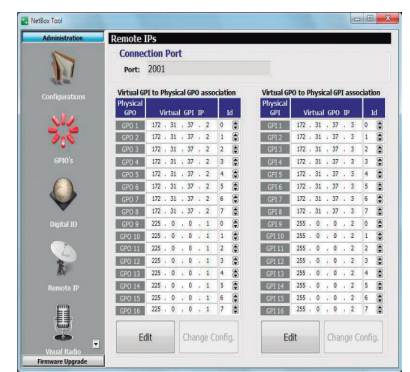 NetBox Tool
Administration
Configurations
GPIO's
Digital IO
Remote IP
Visual Radio
Firmware Upgrade
Remote IPs
Connection Port
Port: 2001
Virtual GPI to Physical GPO association
Physical GPO Virtual GPI IP Id
GPO 1 172 . 31 . 37 . 2 0
GPO 2 172 . 31 . 37 . 2 1
GPO 3 172 . 31 . 37 . 2 2
GPO 4 172 . 31 . 37 . 2 3
GPO 5 172 . 31 . 37 . 2 4
GPO 6 172 . 31 . 37 . 2 5
GPO 7 172 . 31 . 37 . 2 6
GPO 8 172 . 31 . 37 . 2 7
GPO 9 225 . 0 . 0 . 1 0
GPO 10 225 . 0 . 0 . 1 1
GPO 11 225 . 0 . 0 . 1 2
GPO 12 225 . 0 . 0 . 1 3
GPO 13 225 . 0 . 0 . 1 4
GPO 14 225 . 0 . 0 . 1 5
GPO 15 225 . 0 . 0 . 1 6
GPO 16 225 . 0 . 0 . 1 7
Edit Change Config.
Virtual GPO to Physical GPI association
Physical GPI Virtual GPO IP Id
GPI 1 172 . 31 . 37 . 3 0
GPI 2 172 . 31 . 37 . 3 1
GPI 3 172 . 31 . 37 . 3 2
GPI 4 172 . 31 . 37 . 3 3
GPI 5 172 . 31 . 37 . 3 4
GPI 6 172 . 31 . 37 . 3 5
GPI 7 172 . 31 . 37 . 3 6
GPI 8 172 . 31 . 37 . 3 7
GPI 9 255 . 0 . 0 . 2 0
GPI 10 255 . 0 . 0 . 2 1
GPI 11 255 . 0 . 0 . 2 2
GPI 12 255 . 0 . 0 . 2 3
GPI 13 255 . 0 . 0 . 2 4
GPI 14 255 . 0 . 0 . 2 5
GPI 15 255 . 0 . 0 . 2 6
GPI 16 255 . 0 . 0 . 2 7
Edit Change Config.